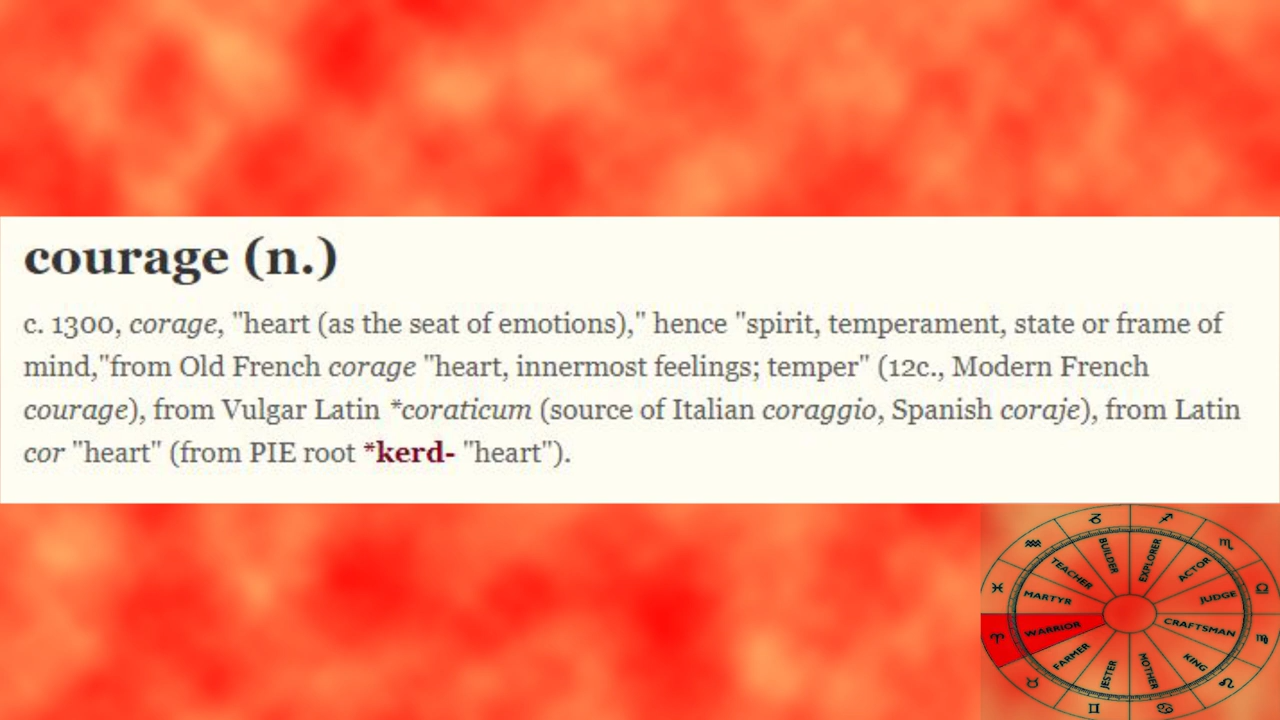 courage (n.)
c. 1300, corage, "heart (as the seat of emotions)," hence "spirit, temperament, state or frame of
mind,"from Old French corage "heart, innermost feelings; temper" (12c., Modern French
courage), from Vulgar Latin *coraticum (source of Italian coraggio, Spanish coraje), from Latin
cor "heart" (from PIE root *kerd- "heart").
♑ ♐
♒ BUILDER EXPLORER ♏
TEACHER ACTOR
♓ MARTYR JUDGE ♎
♈ WARRIOR CRAFTSMAN ♍
FARMER KING
♉ JESTER MOTHER ♌
♊ ♋